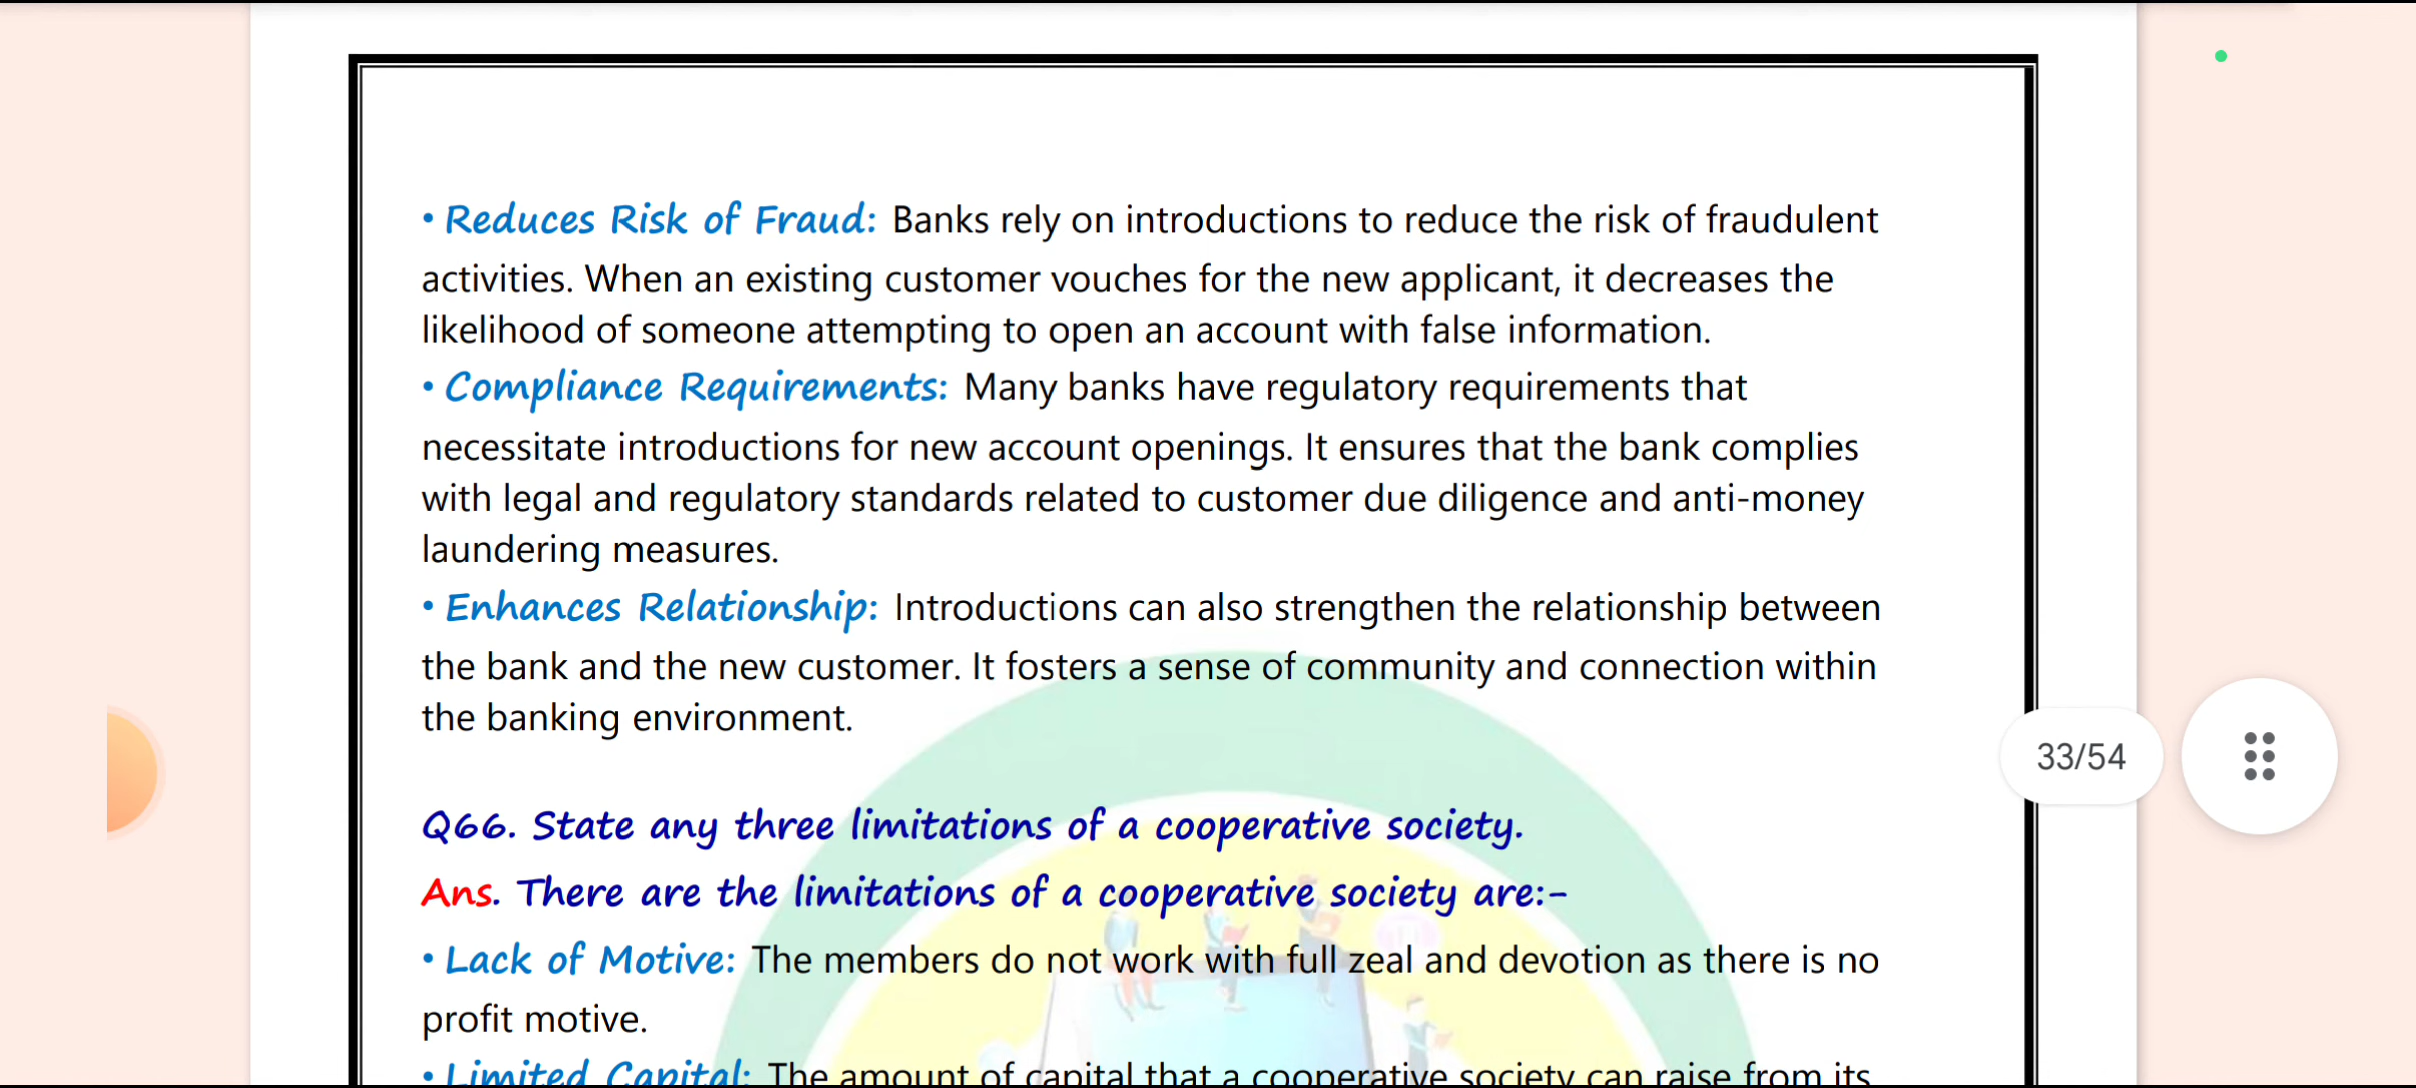 • Reduces Risk of Fraud: Banks rely on introductions to reduce the risk of fraudulent
activities. When an existing customer vouches for the new applicant, it decreases the
likelihood of someone attempting to open an account with false information.
• Compliance Requirements: Many banks have regulatory requirements that
necessitate introductions for new account openings. It ensures that the bank complies
with legal and regulatory standards related to customer due diligence and anti-money
laundering measures.
• Enhances Relationship: Introductions can also strengthen the relationship between
the bank and the new customer. It fosters a sense of community and connection within
the banking environment.
33/54
Q66. State any three limitations of a cooperative society.
Ans. There are the limitations of a cooperative society are:-
• Lack of Motive: The members do not work with full zeal and devotion as there is no
profit motive.
• Limited Capital: The amount of capital that a cooperative society can raise from its